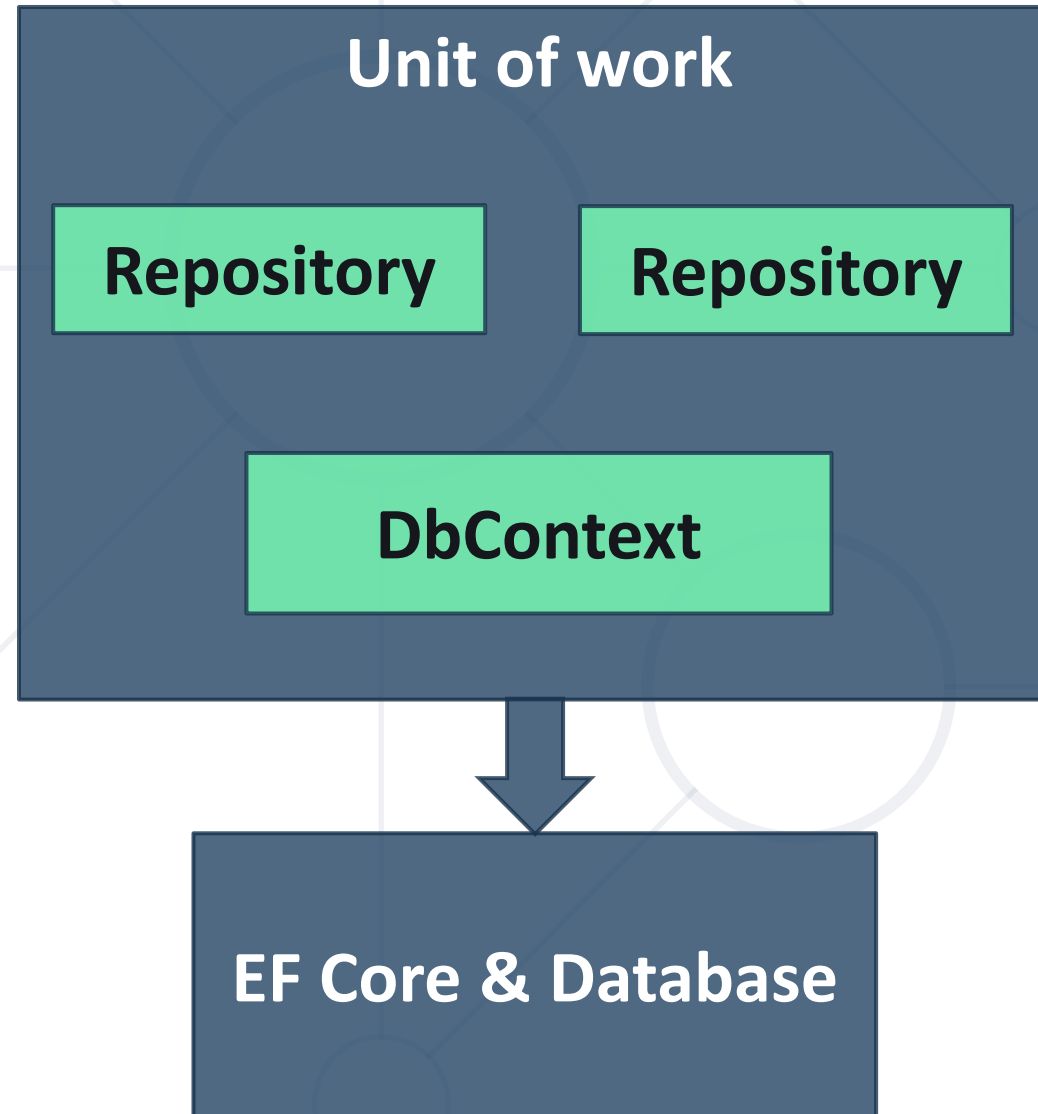 Unit of work
Repository
Repository
DbContext
EF Core & Database